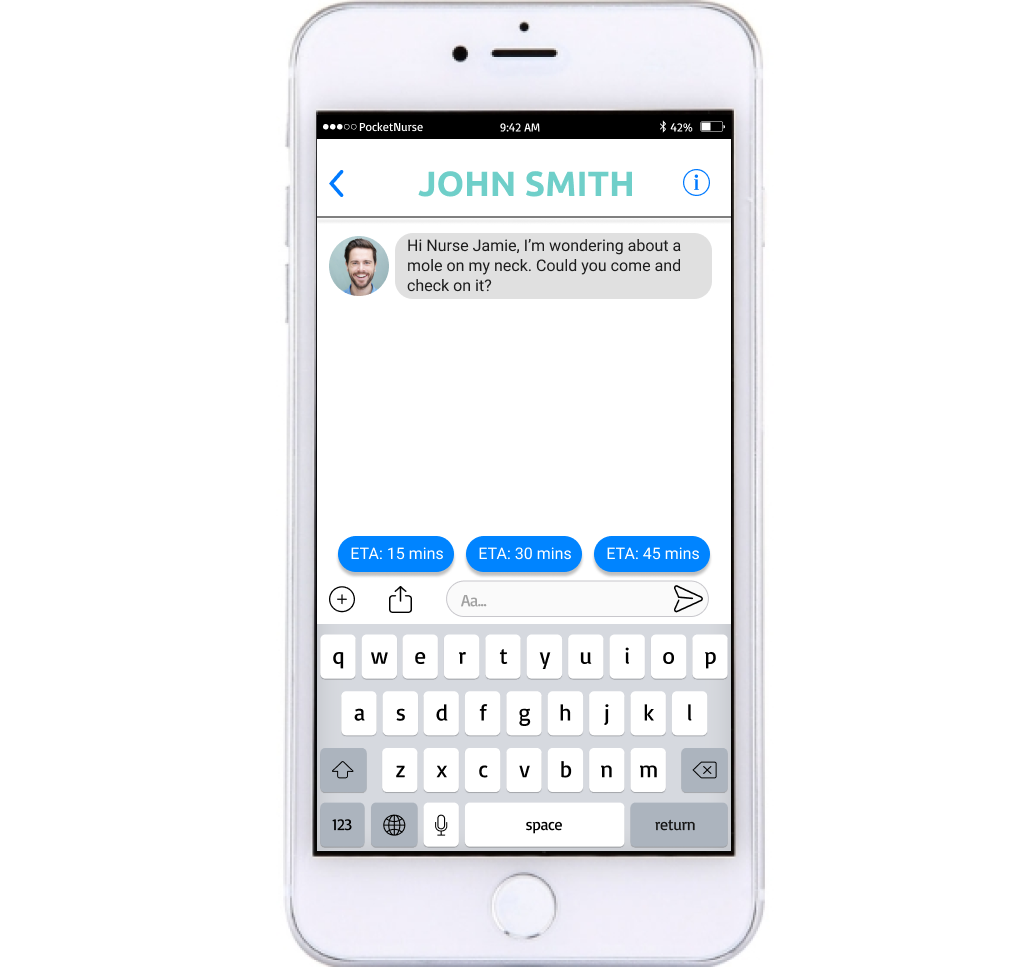 PocketNurse 9:42 AM 42%
JOHN SMITH i
Hi Nurse Jamie, I’m wondering about a
mole on my neck. Could you come and
check on it?
ETA: 15 mins ETA: 30 mins ETA: 45 mins
Aa...
q w e r t y u i o p
a s d f g h j k l
z x c v b n m
123 space return